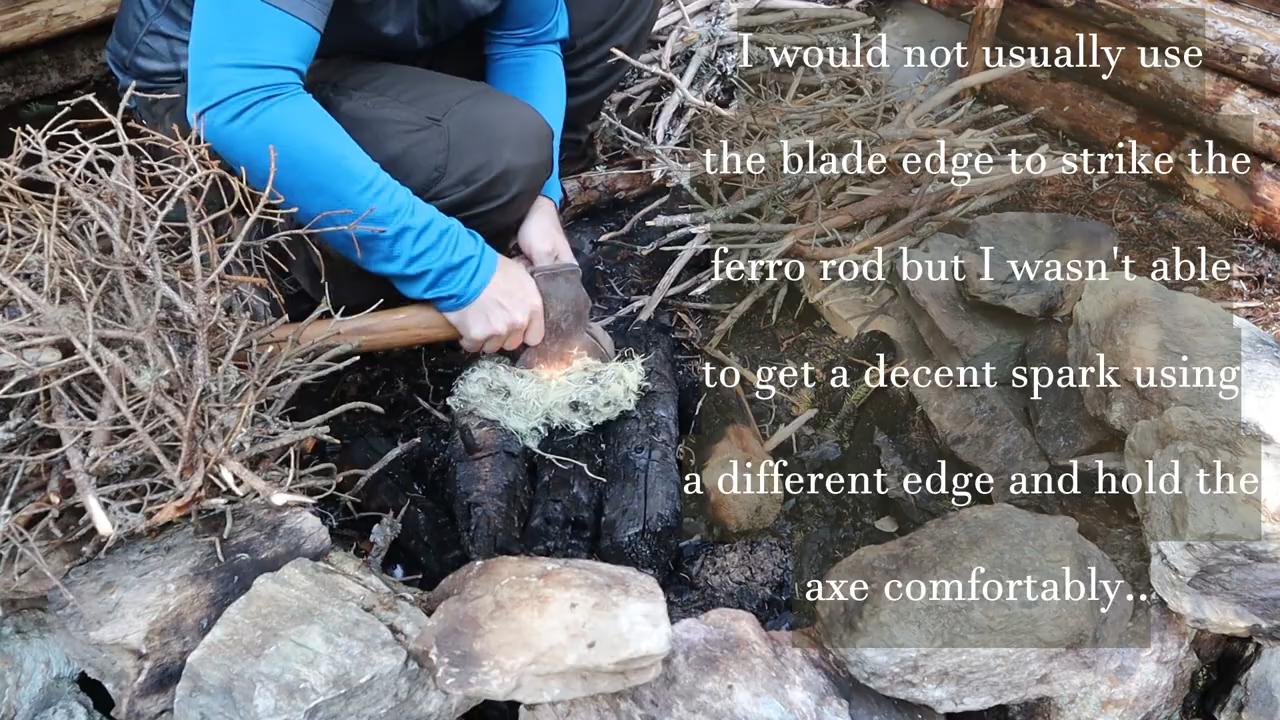 I would not usually use
the blade edge to strike the
ferro rod but I wasn't able
to get a decent spark using
a different edge and hold the
axe comfortably...